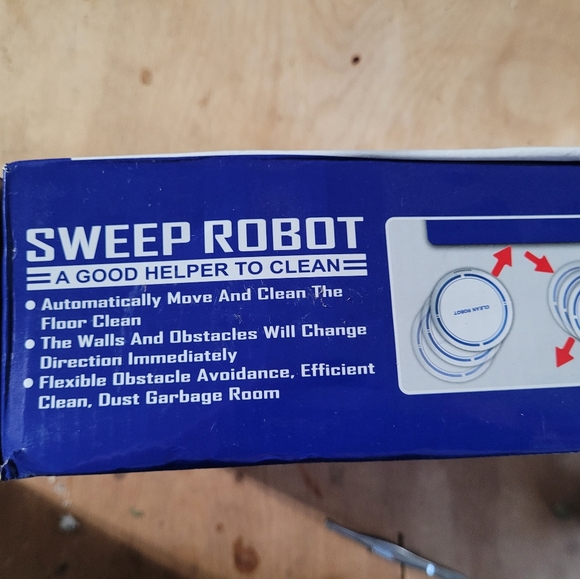 SWEEP ROBOT
A GOOD HELPER TO CLEAN
• Automatically Move And Clean The
Floor Clean
• The Walls And Obstacles Will Change
Direction Immediately
• Flexible Obstacle Avoidance, Efficient
Clean, Dust Garbage Room
CLEAN ROBOT